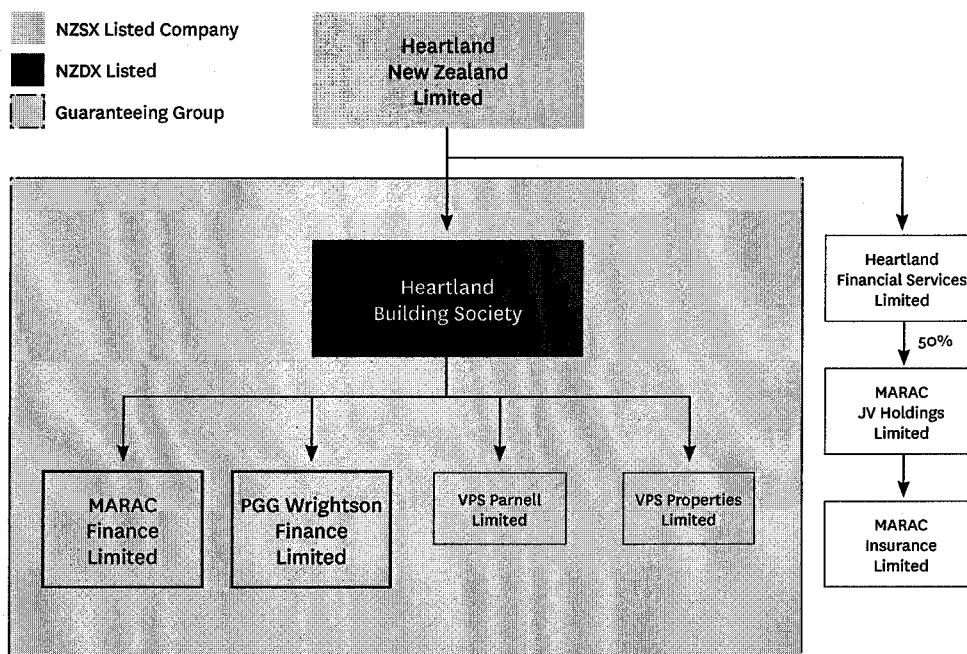 NZSX Listed Company
NZDX Listed
Guaranteeing Group
Heartland
New Zealand
Limited
Heartland
Building Society
Heartland
Financial Services
Limited
50%
MARAC
JV Holdings
Limited
MARAC
Finance
Limited
PGG Wrightson
Finance
Limited
VPS Parnell
Limited
VPS Properties
Limited
MARAC
Insurance
Limited